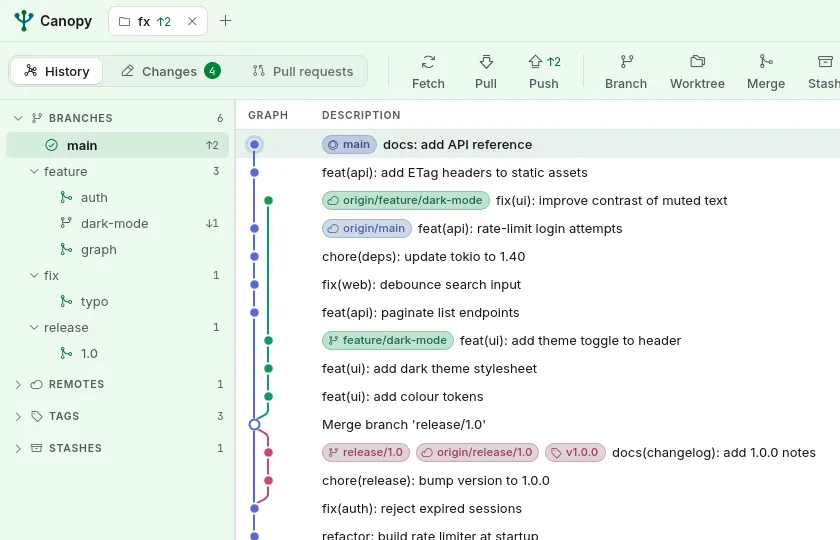 Canopy
fx ↑2
History
Changes 4
Pull requests
Fetch
Pull
↑2
Push
Branch
Worktree
Merge
Stash
BRANCHES 6
main ↑2
feature 3
auth
dark-mode ↓1
graph
fix 1
typo
release 1
1.0
REMOTES 1
TAGS 3
STASHES 1
GRAPH DESCRIPTION
main docs: add API reference
feat(api): add ETag headers to static assets
origin/feature/dark-mode fix(ui): improve contrast of muted text
origin/main feat(api): rate-limit login attempts
chore(deps): update tokio to 1.40
fix(web): debounce search input
feat(api): paginate list endpoints
feature/dark-mode feat(ui): add theme toggle to header
feat(ui): add dark theme stylesheet
feat(ui): add colour tokens
Merge branch 'release/1.0'
release/1.0 origin/release/1.0 v1.0.0 docs(changelog): add 1.0.0 notes
chore(release): bump version to 1.0.0
fix(auth): reject expired sessions
refactor: build rate limiter at startup